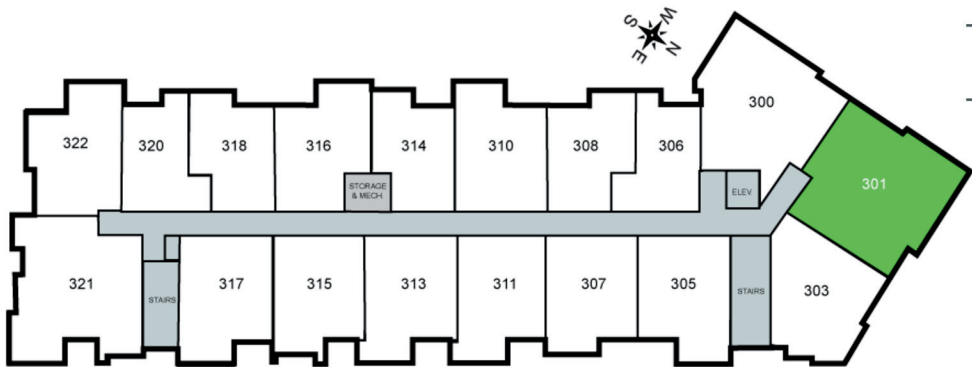 W
S
N
E
300
322
320
318
316
314
310
308
306
301
STORAGE
& MECH.
ELEV.
321
317
315
313
311
307
305
303
STAIRS
STAIRS